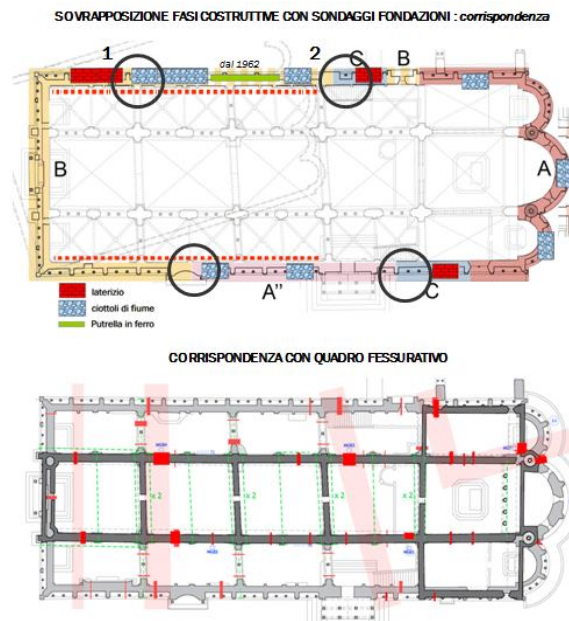 SOVRAPPOSIZIONE FASI COSTRUTTIVE CON SONDAGGI FONDAZIONI : corrispondenza
1
dal 1962
2
C
B
B
A
A"
C
laterizio
ciottoli di fiume
Putrella in ferro
CORRISPONDENZA CON QUADRO FESSURATIVO
x 2
x 2
x 2
x 2